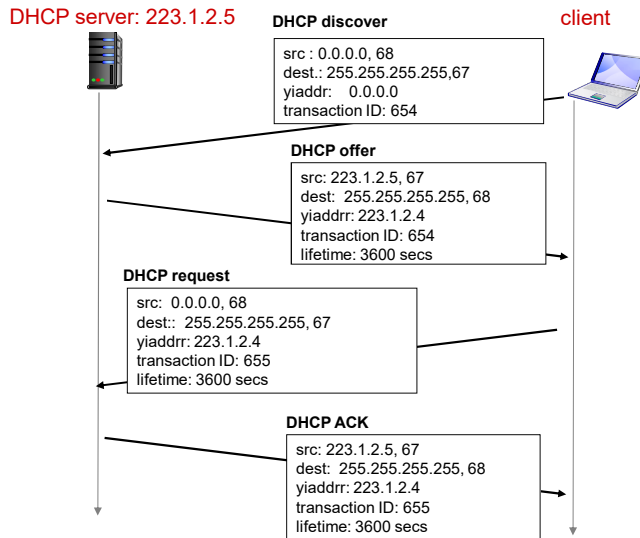 DHCP server: 223.1.2.5
client
DHCP discover
src : 0.0.0.0, 68
dest.: 255.255.255.255,67
yiaddr: 0.0.0.0
transaction ID: 654
DHCP offer
src: 223.1.2.5, 67
dest: 255.255.255.255, 68
yiaddrr: 223.1.2.4
transaction ID: 654
lifetime: 3600 secs
DHCP request
src: 0.0.0.0, 68
dest:: 255.255.255.255, 67
yiaddrr: 223.1.2.4
transaction ID: 655
lifetime: 3600 secs
DHCP ACK
src: 223.1.2.5, 67
dest: 255.255.255.255, 68
yiaddrr: 223.1.2.4
transaction ID: 655
lifetime: 3600 secs